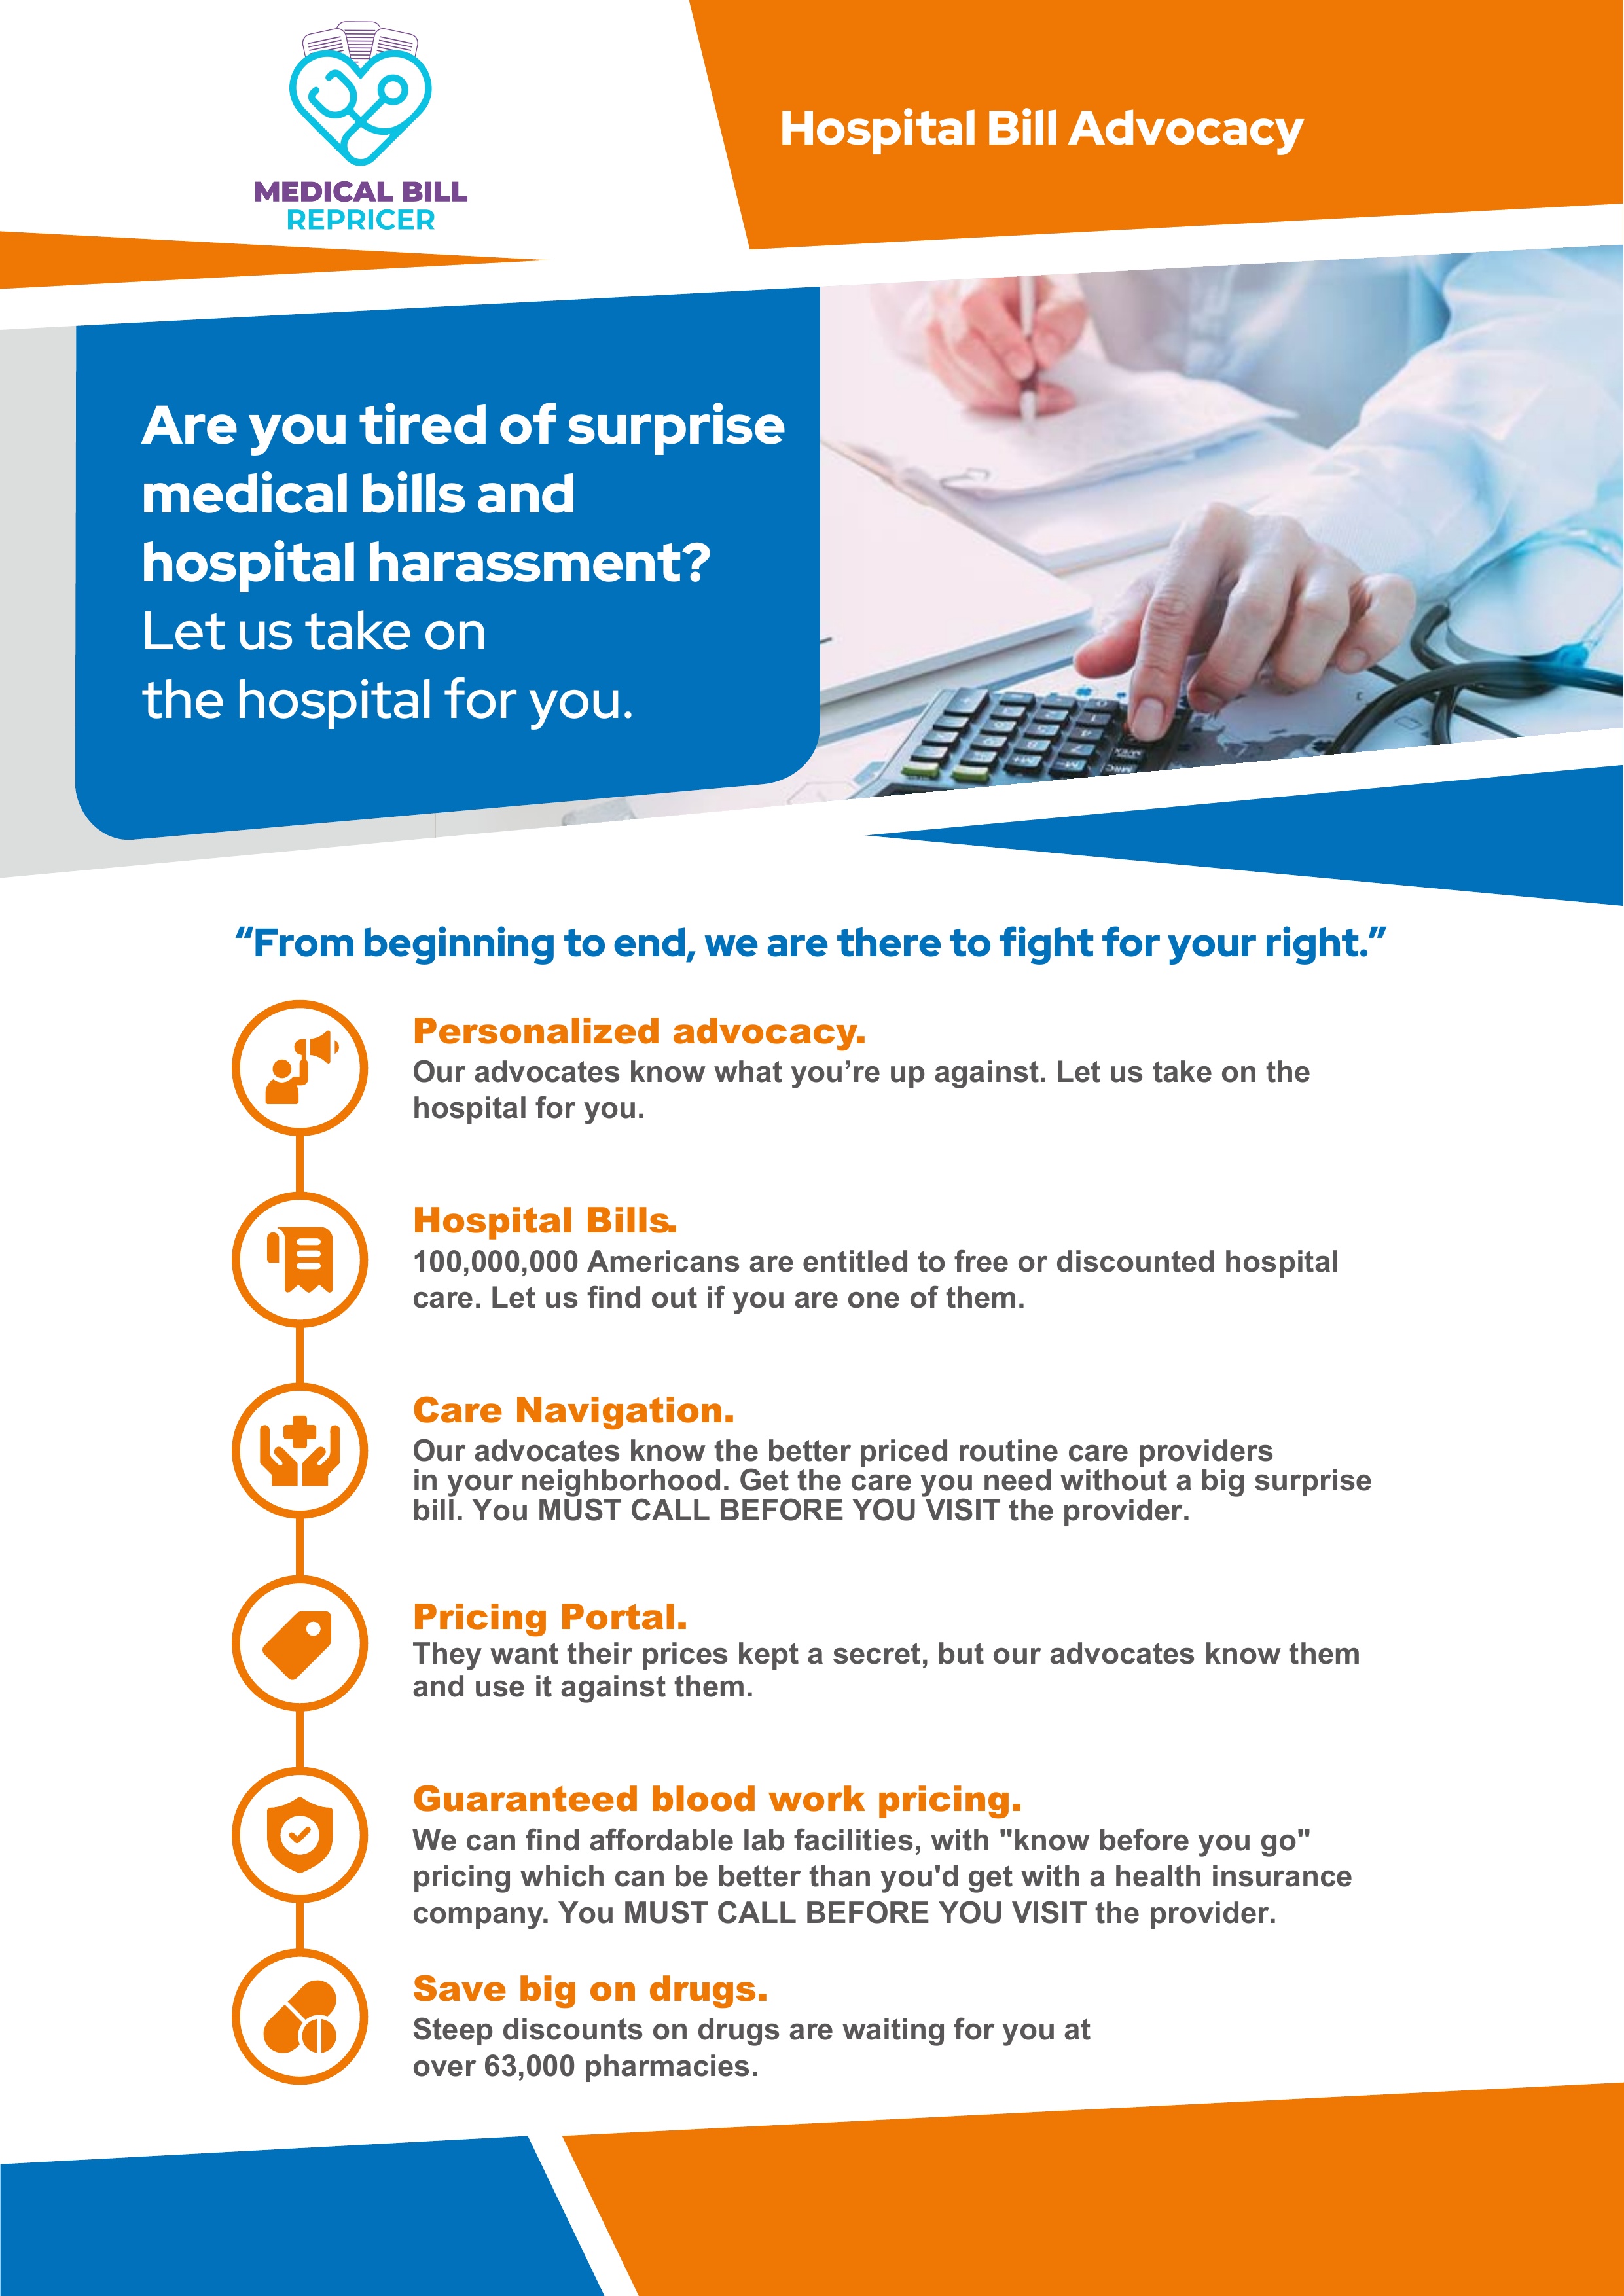 MEDICAL BILL
REPRICER
Hospital Bill Advocacy
Are you tired of surprise
medical bills and
hospital harassment?
Let us take on
the hospital for you.
“From beginning to end, we are there to fight for your right.”
Personalized advocacy.
Our advocates know what you’re up against. Let us take on the
hospital for you.
Hospital Bills.
100,000,000 Americans are entitled to free or discounted hospital
care. Let us find out if you are one of them.
Care Navigation.
Our advocates know the better priced routine care providers
in your neighborhood. Get the care you need without a big surprise
bill. You MUST CALL BEFORE YOU VISIT the provider.
Pricing Portal.
They want their prices kept a secret, but our advocates know them
and use it against them.
Guaranteed blood work pricing.
We can find affordable lab facilities, with "know before you go"
pricing which can be better than you'd get with a health insurance
company. You MUST CALL BEFORE YOU VISIT the provider.
Save big on drugs.
Steep discounts on drugs are waiting for you at
over 63,000 pharmacies.